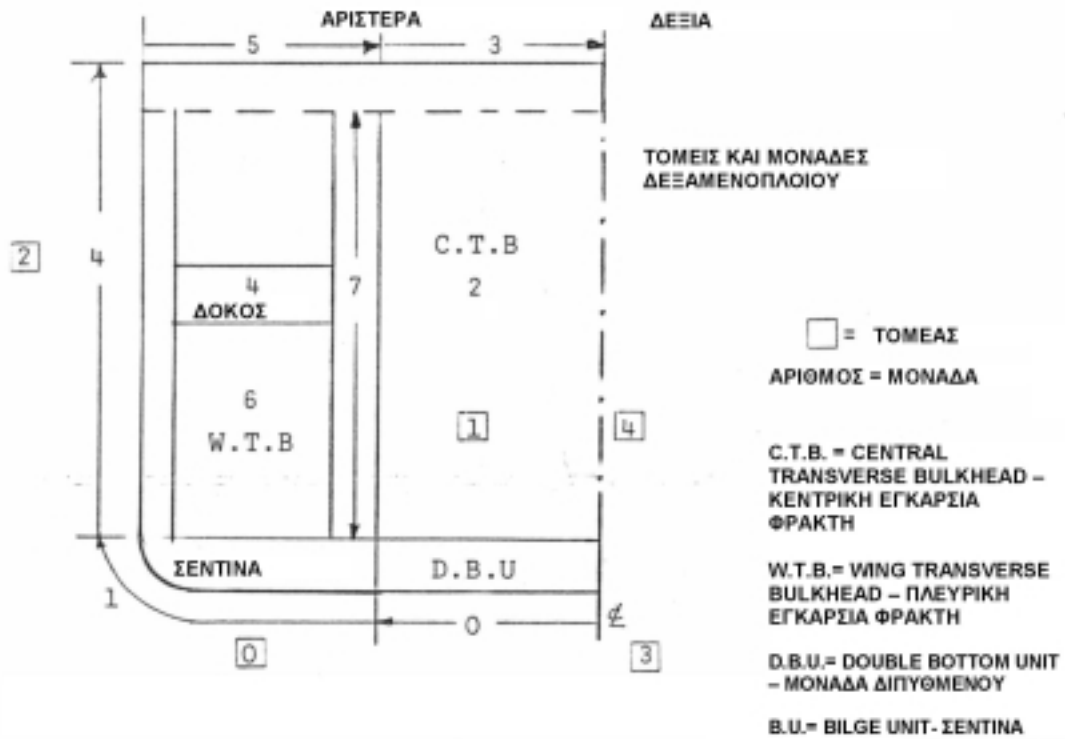 ΑΡΙΣΤΕΡΑ
ΔΕΞΙΑ
5
3
ΤΟΜΕΙΣ ΚΑΙ ΜΟΝΑΔΕΣ
ΔΕΞΑΜΕΝΟΠΛΟΙΟΥ
C.T.B
2
2
4
4
7
ΔΟΚΟΣ
= ΤΟΜΕΑΣ
ΑΡΙΘΜΟΣ = ΜΟΝΑΔΑ
6
W.T.B
1
4
C.T.B. = CENTRAL
TRANSVERSE BULKHEAD –
ΚΕΝΤΡΙΚΗ ΕΓΚΑΡΣΙΑ
ΦΡΑΚΤΗ
ΣΕΝΤΙΝΑ
D.B.U
W.T.B.= WING TRANSVERSE
BULKHEAD – ΠΛΕΥΡΙΚΗ
ΕΓΚΑΡΣΙΑ ΦΡΑΚΤΗ
1
0
0
3
D.B.U.= DOUBLE BOTTOM UNIT
– ΜΟΝΑΔΑ ΔΙΠΥΘΜΕΝΟΥ
B.U.= BILGE UNIT- ΣΕΝΤΙΝΑ